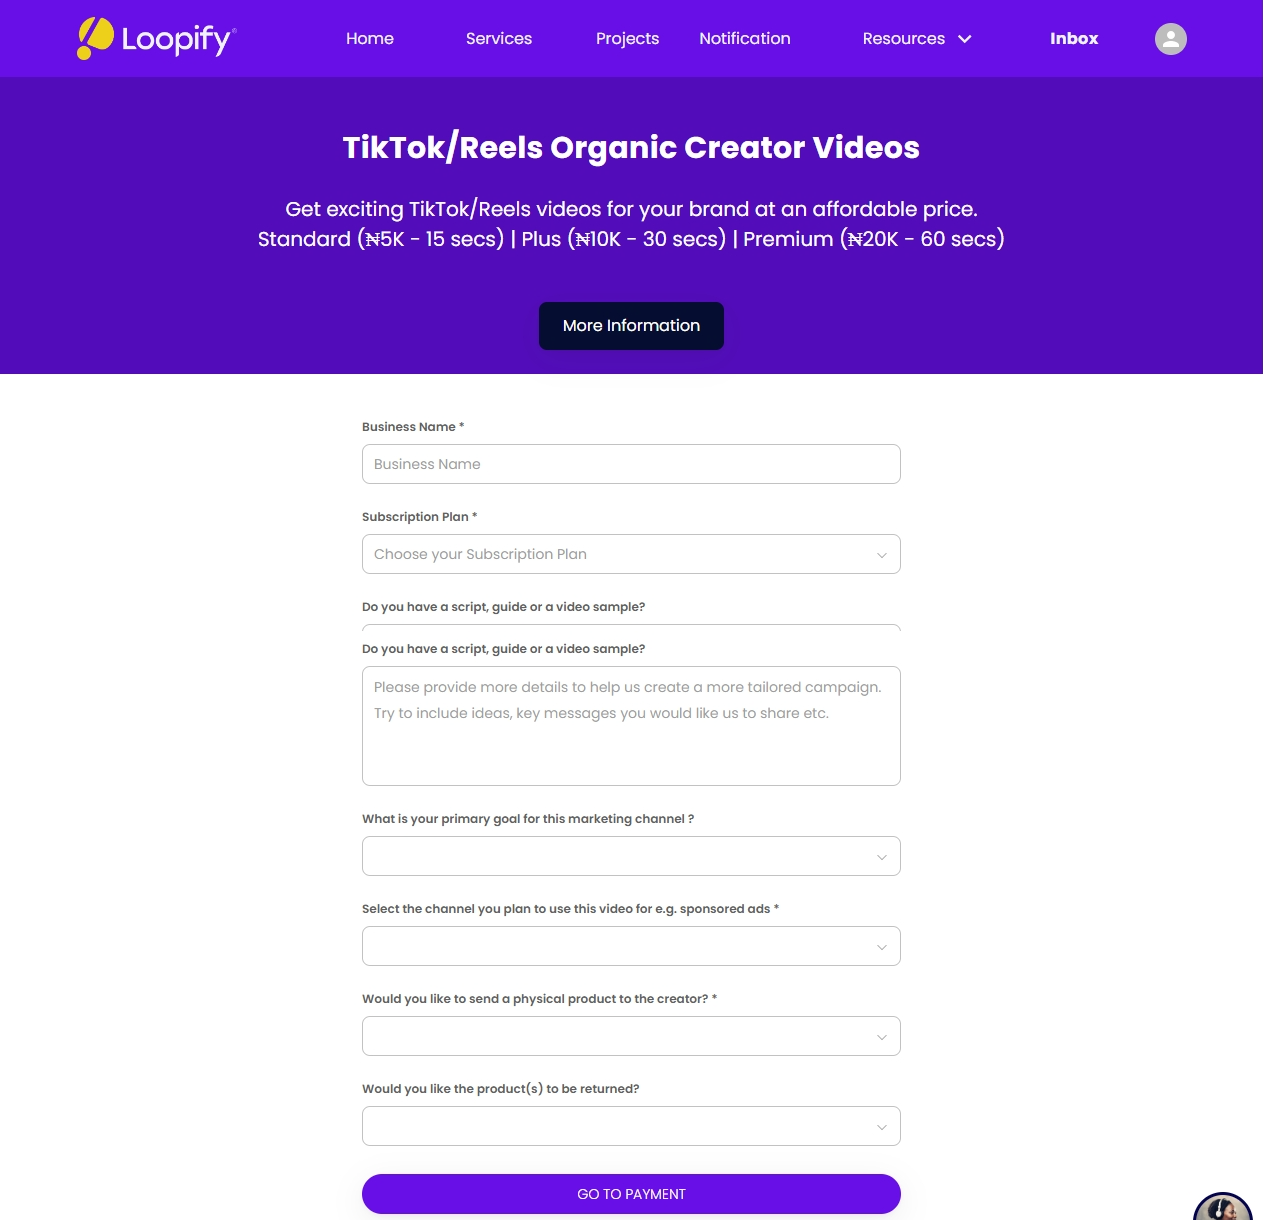 Loopify®
Home Services Projects Notification Resources Inbox
TikTok/Reels Organic Creator Videos
Get exciting TikTok/Reels videos for your brand at an affordable price.
Standard (₦5K - 15 secs) | Plus (₦10K - 30 secs) | Premium (₦20K - 60 secs)
More Information
Business Name *
Business Name
Subscription Plan *
Choose your Subscription Plan
Do you have a script, guide or a video sample?
Do you have a script, guide or a video sample?
Please provide more details to help us create a more tailored campaign.
Try to include ideas, key messages you would like us to share etc.
What is your primary goal for this marketing channel ?
Select the channel you plan to use this video for e.g. sponsored ads *
Would you like to send a physical product to the creator? *
Would you like the product(s) to be returned?
GO TO PAYMENT